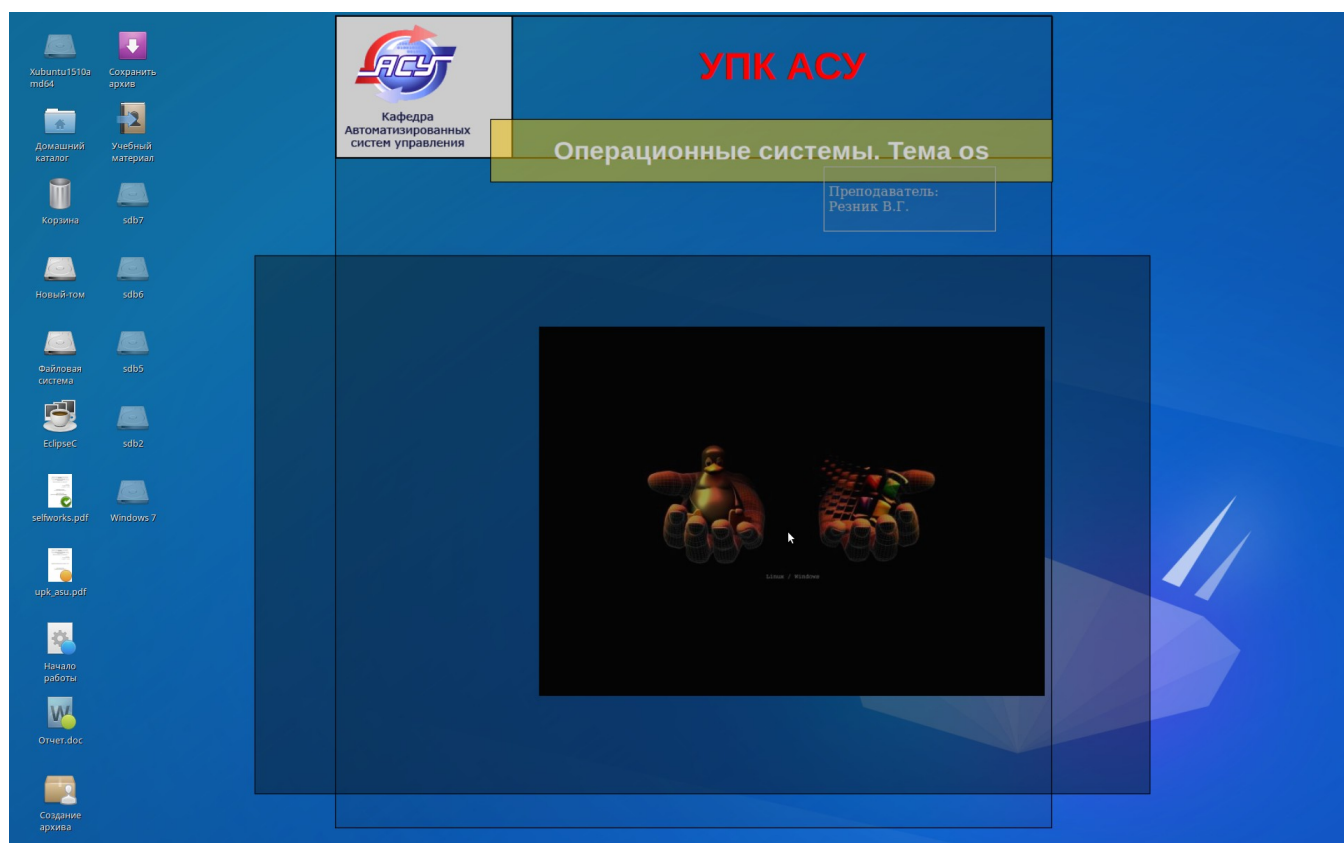 Xubuntu1510a
md64
Сохранить
архив
Домашний
каталог
Учебный
материал
Корзина
sdb7
Новый-том
sdb6
Файловая
система
sdb5
EclipseC
sdb2
selfworks.pdf
Windows 7
upk_asu.pdf
Начало
работы
Отчет.doc
Создание
архива
АСУ
Кафедра
Автоматизированных
систем управления
УПК АСУ
Операционные системы. Тема os
Преподаватель:
Резник В.Г.
Linux / Windows